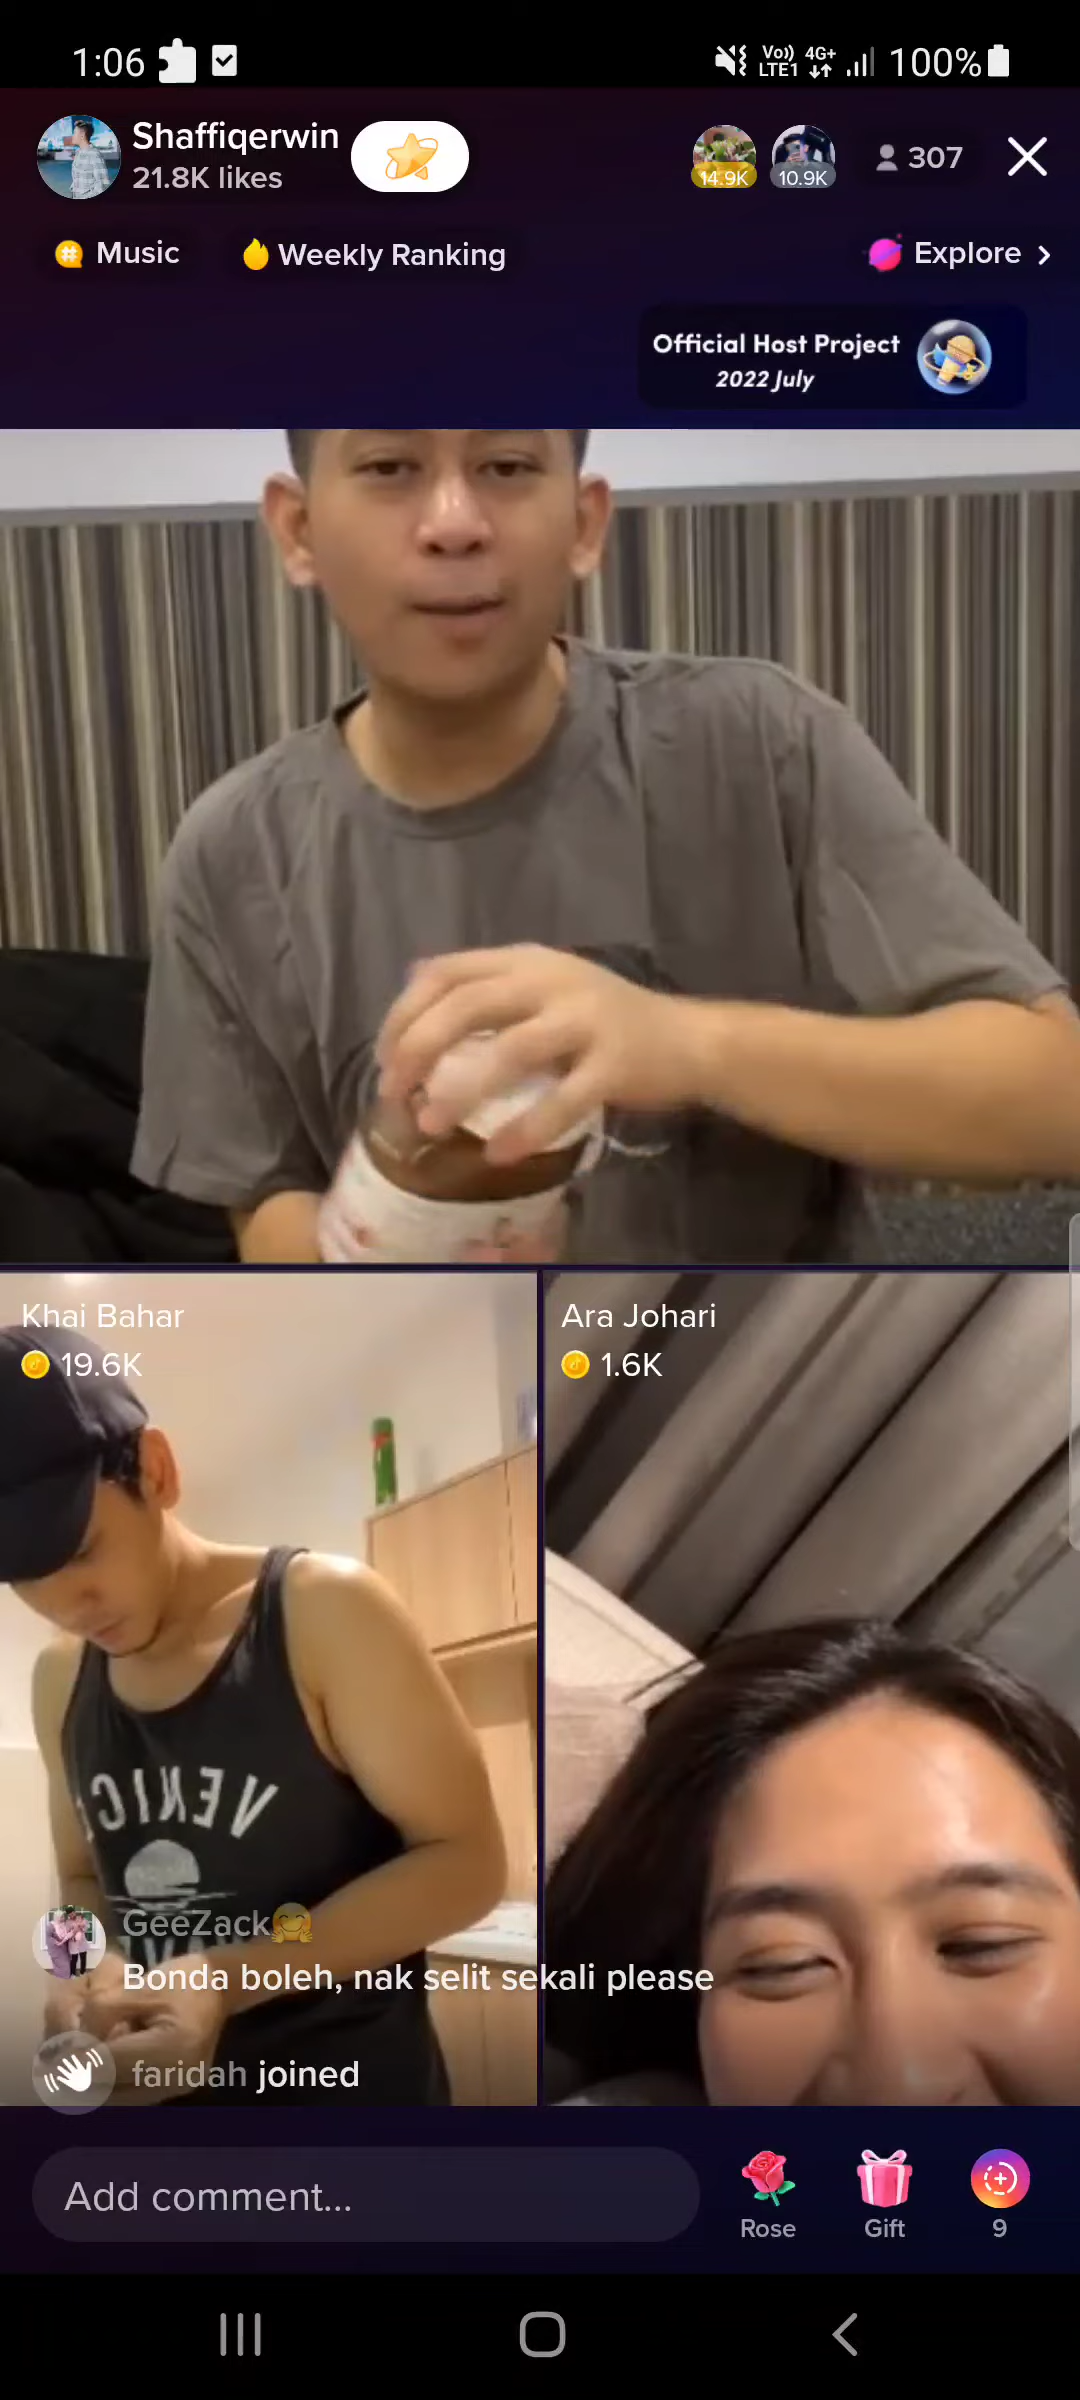 1:06
Vo)) LTE1 4G+ 100%
Shaffiqerwin
21.8K likes
14.9K
10.9K
307
Music
Weekly Ranking
Explore
Official Host Project
2022 July
Khai Bahar
19.6K
Ara Johari
1.6K
VENIC
GeeZack🤗
Bonda boleh, nak selit sekali please
faridah joined
Add comment...
Rose
Gift
9